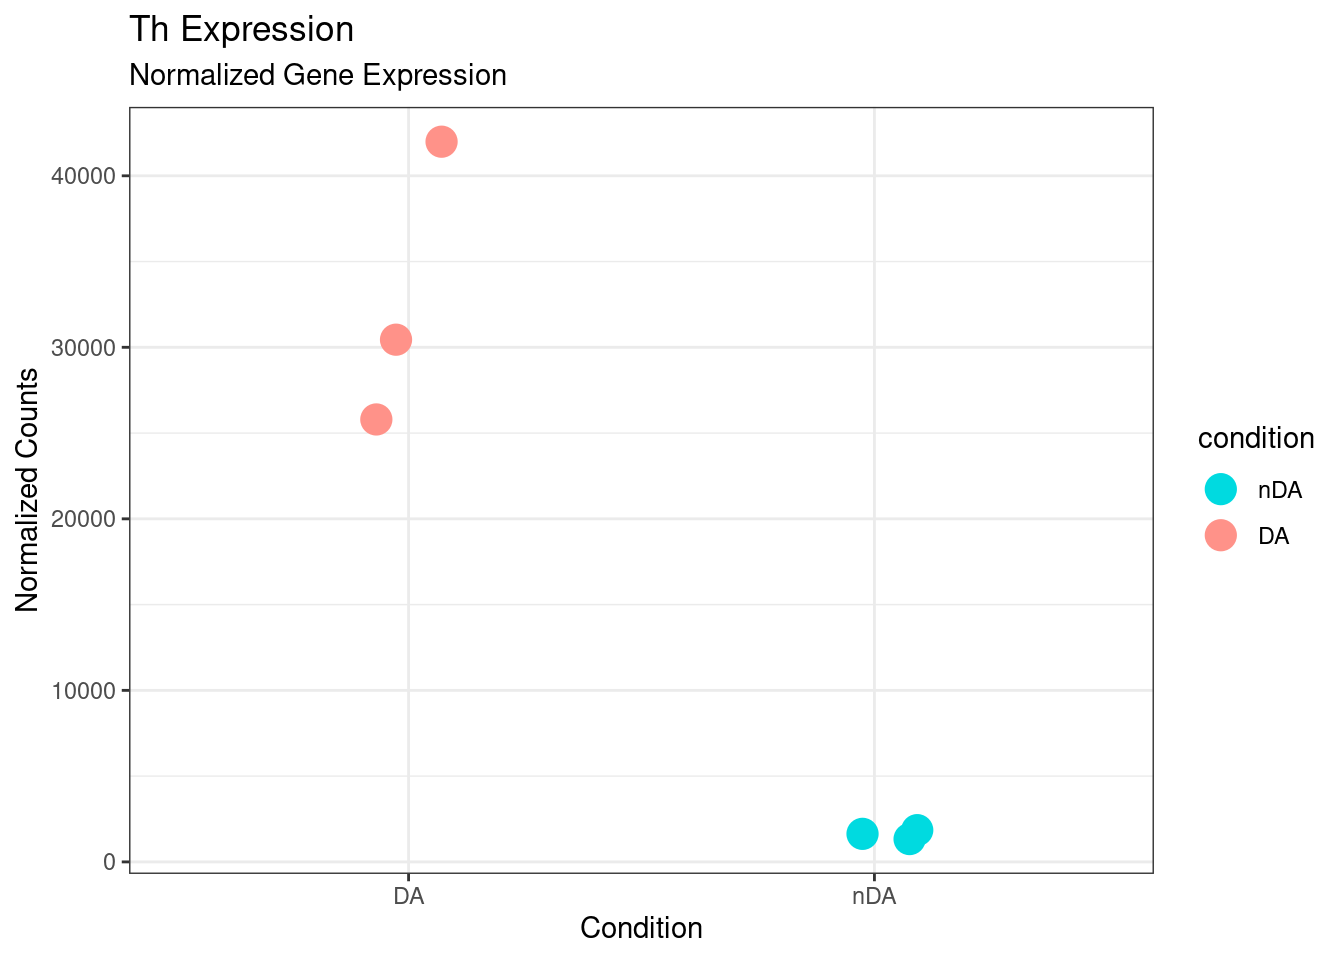 Th Expression
Normalized Gene Expression
Normalized Counts
40000
30000
20000
10000
0
DA
nDA
Condition
condition
nDA
DA